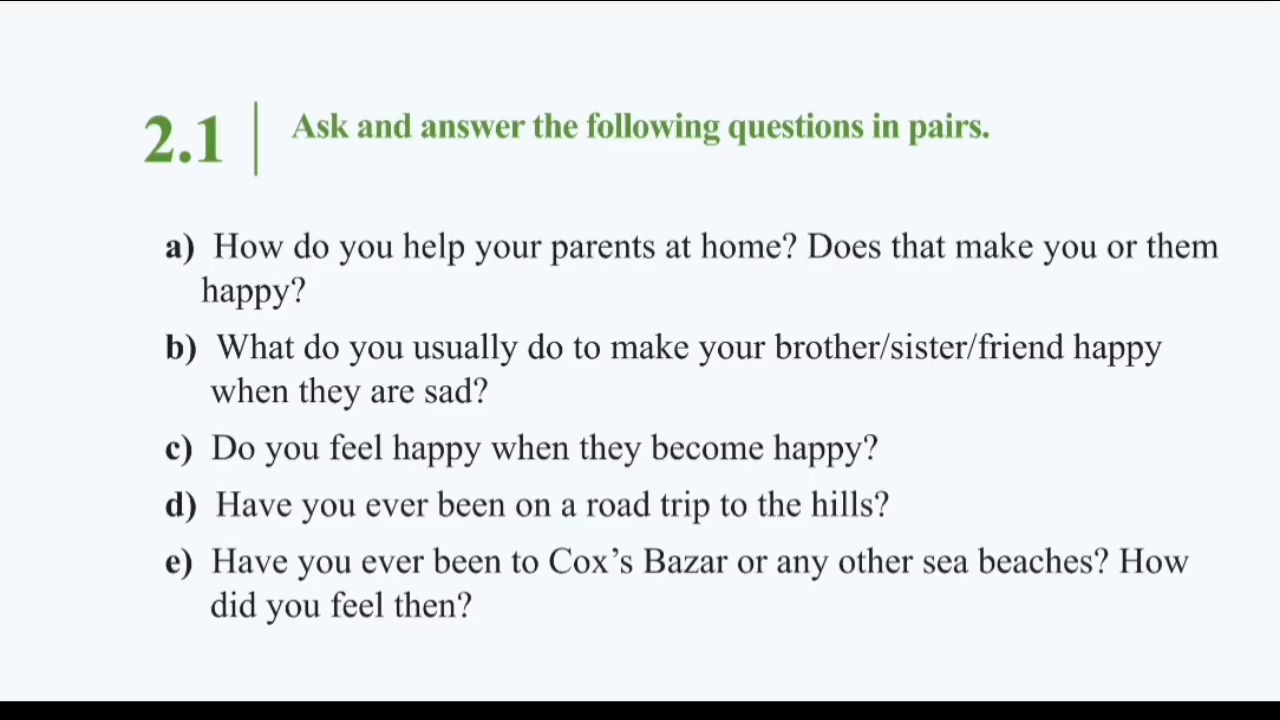 2.1 Ask and answer the following questions in pairs.
a) How do you help your parents at home? Does that make you or them
happy?
b) What do you usually do to make your brother/sister/friend happy
when they are sad?
c) Do you feel happy when they become happy?
d) Have you ever been on a road trip to the hills?
e) Have you ever been to Cox’s Bazar or any other sea beaches? How
did you feel then?